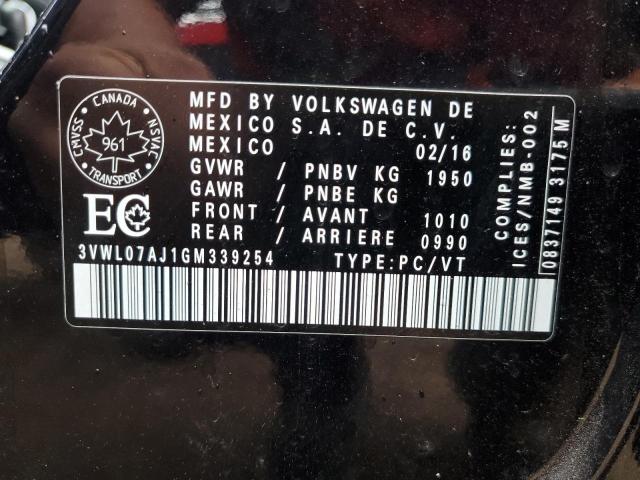 CANADA
CMVSS
961
NSVAC
TRANSPORT
EC
MFD BY VOLKSWAGEN DE
MEXICO S.A. DE C.V.
MEXICO 02/16
GVWR / PNBV KG 1950
GAWR / PNBE KG
FRONT / AVANT 1010
REAR / ARRIERE 0990
3VWL07AJ1GM339254 TYPE:PC/VT
COMPLIES:
ICES/NMB-002
0837149 3175 M